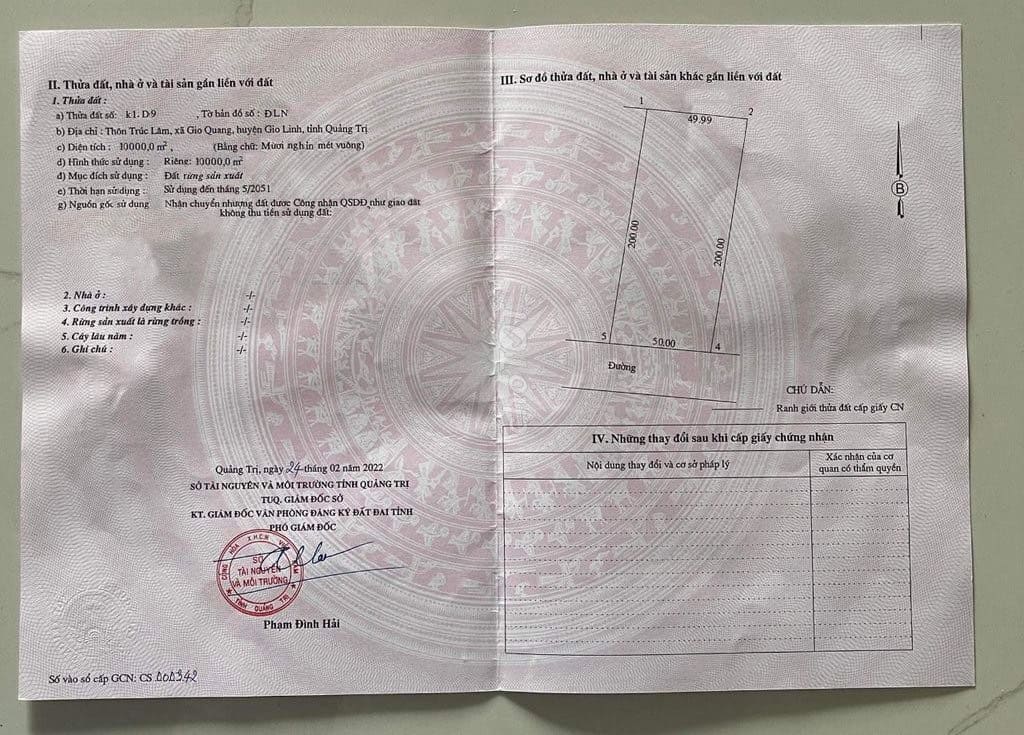 II. Thửa đất, nhà ở và tài sản gắn liền với đất
1. Thửa đất :
a) Thửa đất số: k1. D9 , Tờ bản đồ số : ĐLN
b) Địa chỉ : Thôn Trúc Lâm, xã Gio Quang, huyện Gio Linh, tỉnh Quảng Trị
c) Diện tích : 10000,0 m², (Bằng chữ: Mười nghìn mét vuông)
d) Hình thức sử dụng : Riêng: 10000,0 m²
đ) Mục đích sử dụng : Đất rừng sản xuất
e) Thời hạn sử dụng : Sử dụng đến tháng 5/2051
g) Nguồn gốc sử dụng Nhận chuyển nhượng đất được Công nhận QSDĐ như giao đất
không thu tiền sử dụng đất:
2. Nhà ở : -/-
3. Công trình xây dựng khác : -/-
4. Rừng sản xuất là rừng trồng : -/-
5. Cây lâu năm : -/-
6. Ghi chú : -/-
Quảng Trị, ngày 24 tháng 02 năm 2022
SỞ TÀI NGUYÊN VÀ MÔI TRƯỜNG TỈNH QUẢNG TRỊ
TUQ. GIÁM ĐỐC SỞ
KT. GIÁM ĐỐC VĂN PHÒNG ĐĂNG KÝ ĐẤT ĐAI TỈNH
PHÓ GIÁM ĐỐC
CỘNG HÒA X.H.C.N VIỆT NAM
SỞ
TÀI NGUYÊN
VÀ MÔI TRƯỜNG
TỈNH QUẢNG TRỊ
Phạm Đình Hải
Số vào sổ cấp GCN: CS
III. Sơ đồ thửa đất, nhà ở và tài sản khác gắn liền với đất
1
2
49.99
B
200.00
200.00
5
50.00
4
Đường
CHÚ DẪN:
Ranh giới thửa đất cấp giấy CN
IV. Những thay đổi sau khi cấp giấy chứng nhận
Nội dung thay đổi và cơ sở pháp lý
Xác nhận của cơ
quan có thẩm quyền